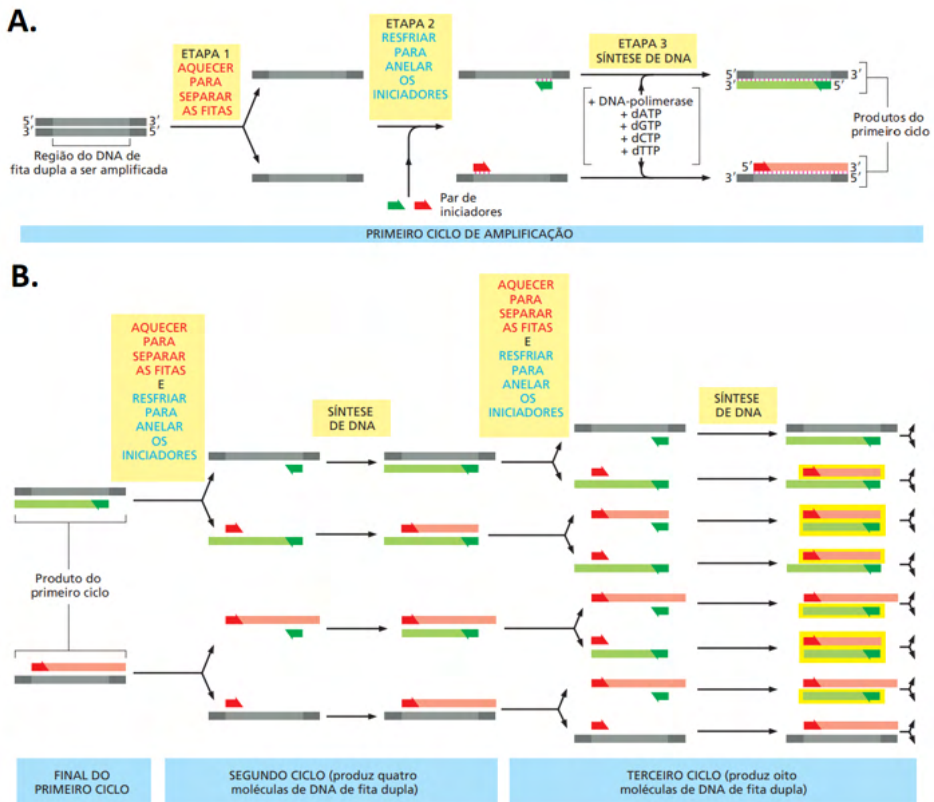 A.
ETAPA 1
AQUECER
PARA
SEPARAR
AS FITAS
ETAPA 2
RESFRIAR
PARA
ANELAR
OS
INICIADORES
ETAPA 3
SÍNTESE DE DNA
5′ 3′
3′ 5′
Região do DNA de
fita dupla a ser amplificada
+ DNA-polimerase
+ dATP
+ dGTP
+ dCTP
+ dTTP
Par de
iniciadores
5′ 3′
3′ 5′
5′ 3′
3′ 5′
Produtos do
primeiro ciclo
PRIMEIRO CICLO DE AMPLIFICAÇÃO
B.
AQUECER
PARA
SEPARAR
AS FITAS
E
RESFRIAR
PARA
ANELAR
OS
INICIADORES
SÍNTESE
DE DNA
AQUECER
PARA
SEPARAR
AS FITAS
E
RESFRIAR
PARA
ANELAR
OS
INICIADORES
SÍNTESE
DE DNA
Produto do
primeiro ciclo
FINAL DO
PRIMEIRO CICLO
SEGUNDO CICLO (produz quatro
moléculas de DNA de fita dupla)
TERCEIRO CICLO (produz oito
moléculas de DNA de fita dupla)